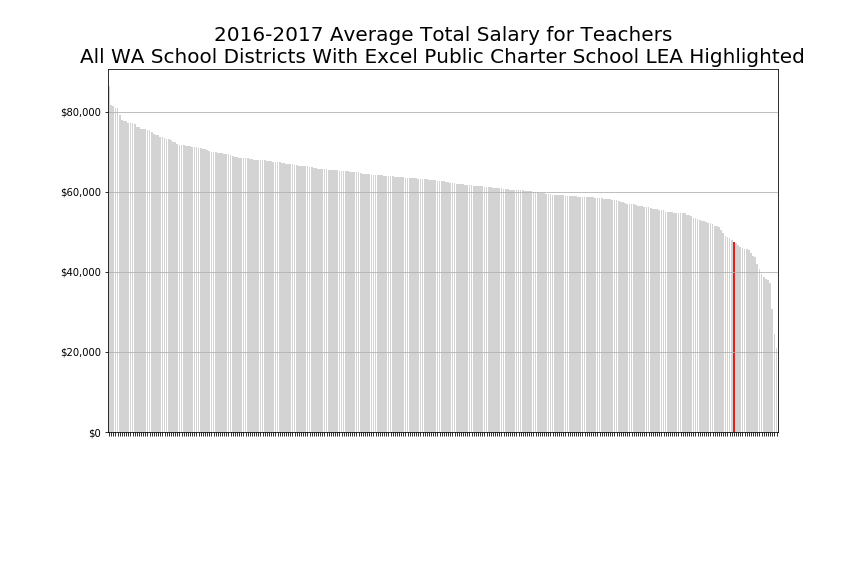 2016-2017 Average Total Salary for Teachers
All WA School Districts With Excel Public Charter School LEA Highlighted
$80,000
$60,000
$40,000
$20,000
$0